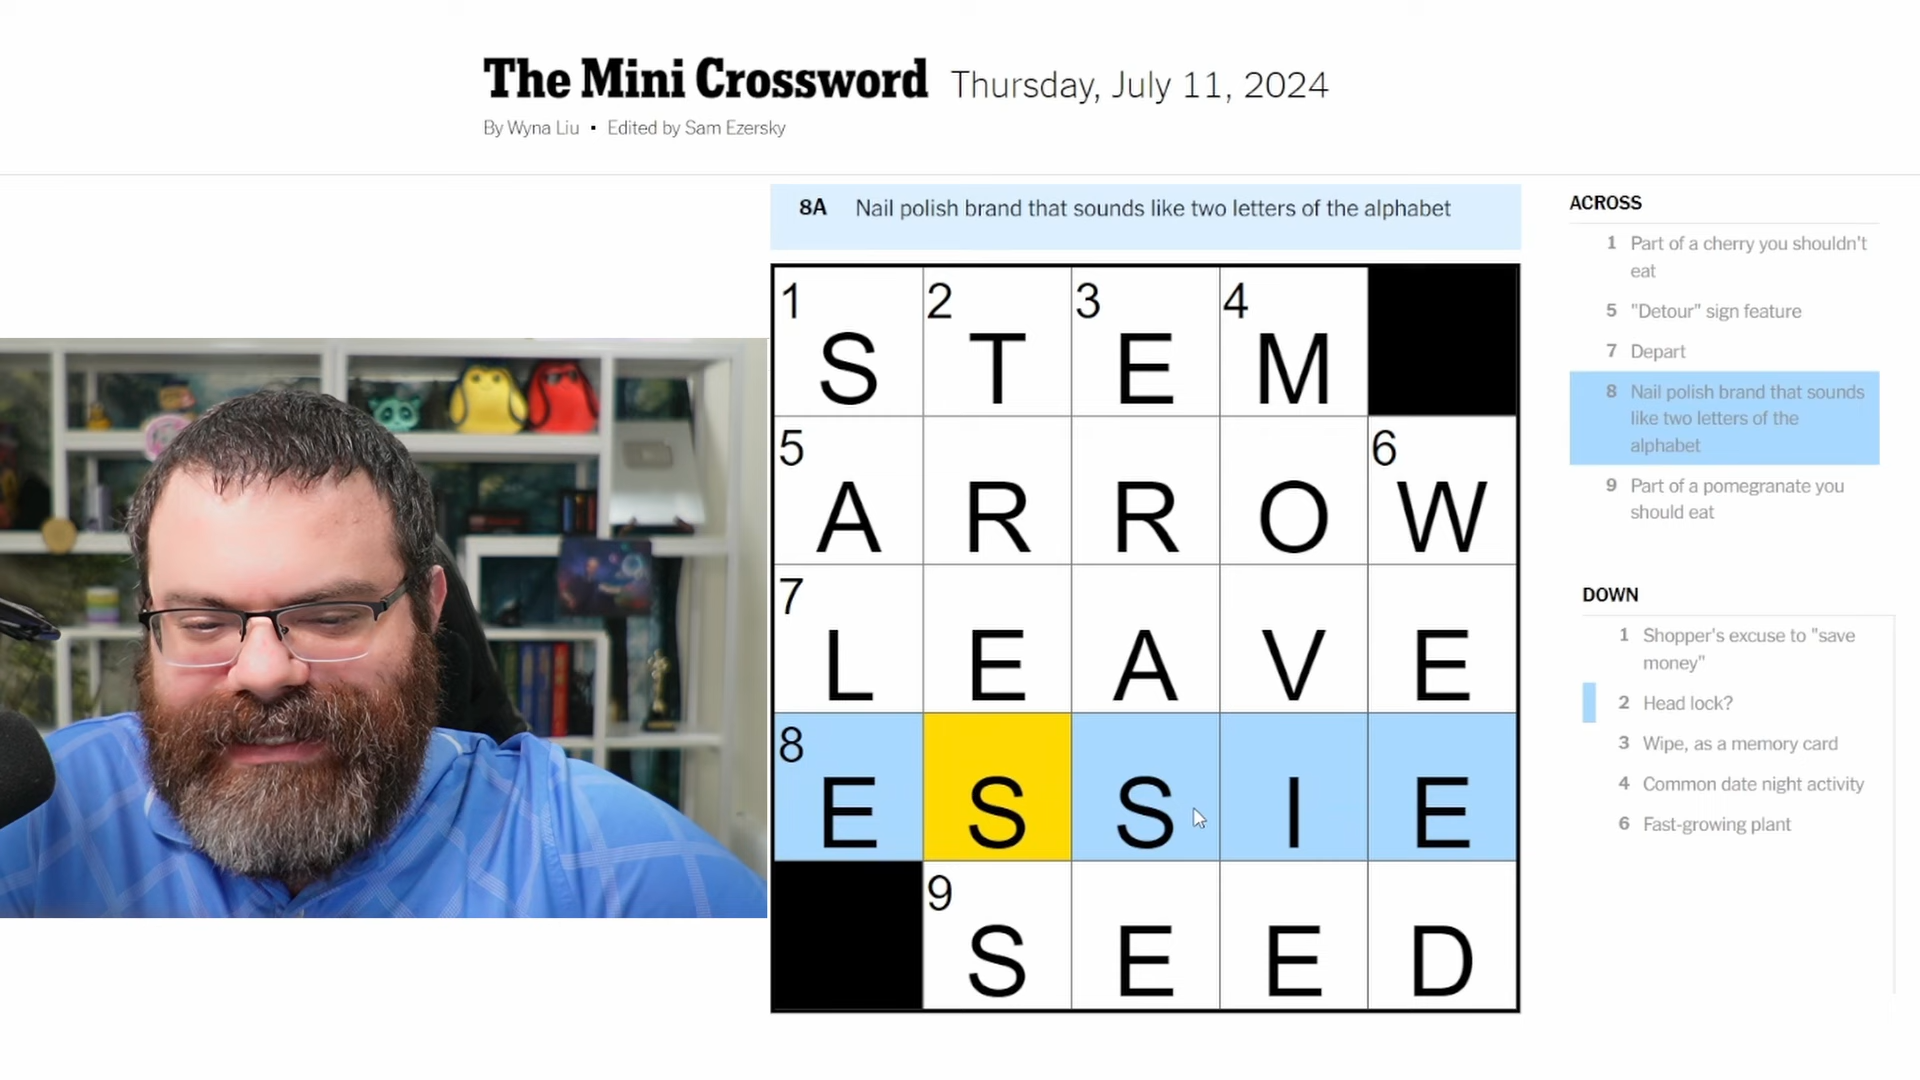 The Mini Crossword Thursday, July 11, 2024
By Wyna Liu • Edited by Sam Ezersky
8A Nail polish brand that sounds like two letters of the alphabet
1 S 2 T 3 E 4 M
5 A R R O 6 W
7 L E A V E
8 E S S I E
9 S E E D
ACROSS
1 Part of a cherry you shouldn't
eat
5 "Detour" sign feature
7 Depart
8 Nail polish brand that sounds
like two letters of the
alphabet
9 Part of a pomegranate you
should eat
DOWN
1 Shopper's excuse to "save
money"
2 Head lock?
3 Wipe, as a memory card
4 Common date night activity
6 Fast-growing plant